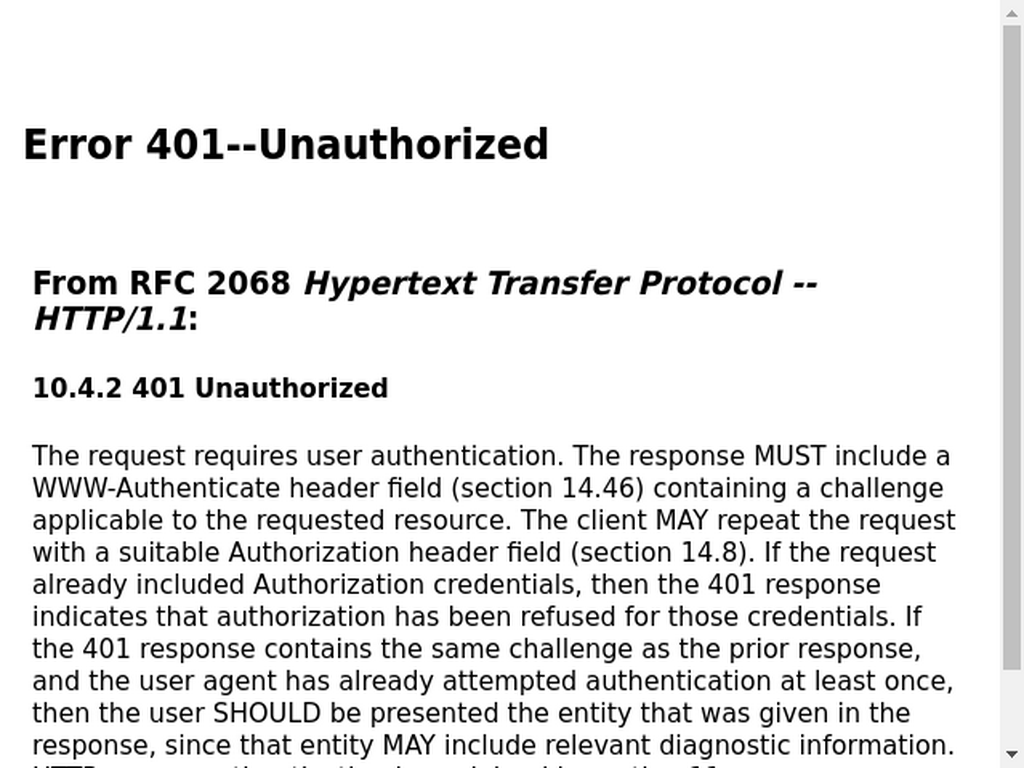 Error 401--Unauthorized
From RFC 2068 Hypertext Transfer Protocol --
HTTP/1.1:
10.4.2 401 Unauthorized
The request requires user authentication. The response MUST include a
WWW-Authenticate header field (section 14.46) containing a challenge
applicable to the requested resource. The client MAY repeat the request
with a suitable Authorization header field (section 14.8). If the request
already included Authorization credentials, then the 401 response
indicates that authorization has been refused for those credentials. If
the 401 response contains the same challenge as the prior response,
and the user agent has already attempted authentication at least once,
then the user SHOULD be presented the entity that was given in the
response, since that entity MAY include relevant diagnostic information.